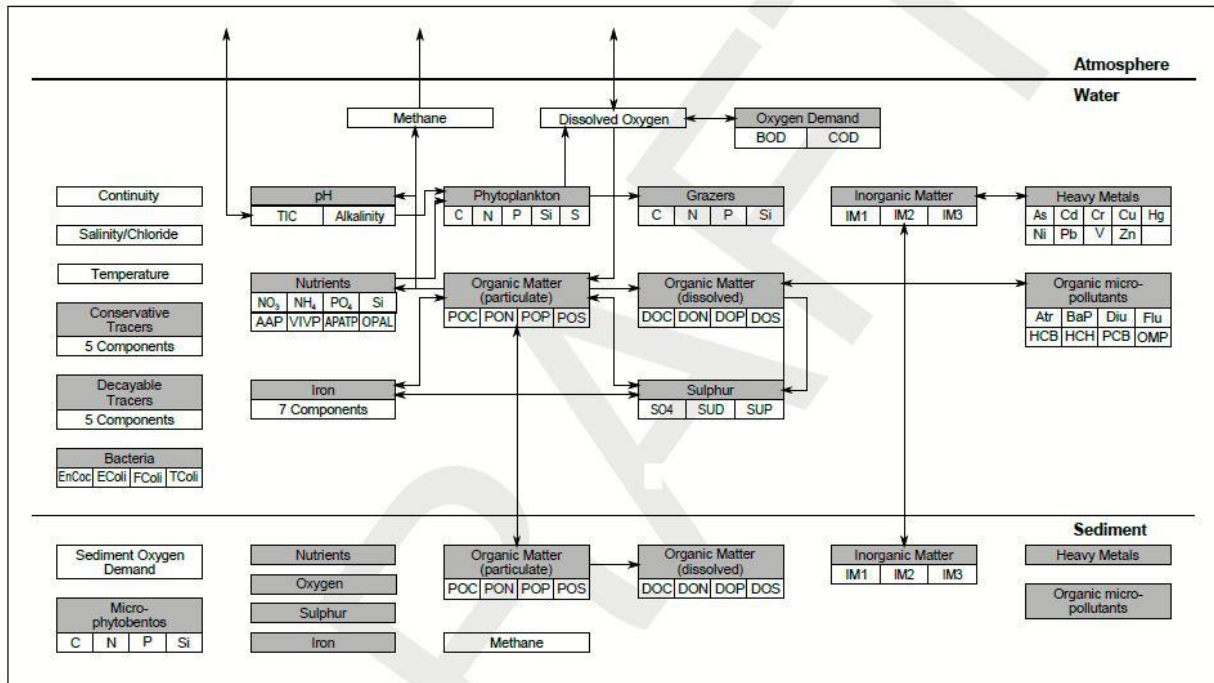 Atmosphere
Water
Methane
Dissolved Oxygen
Oxygen Demand
BOD COD
Continuity
Salinity/Chloride
Temperature
Conservative
Tracers
5 Components
Decayable
Tracers
5 Components
Bacteria
EnCoc EColi FColi TColi
pH
TIC Alkalinity
Phytoplankton
C N P Si S
Grazers
C N P Si
Inorganic Matter
IM1 IM2 IM3
Heavy Metals
As Cd Cr Cu Hg
Ni Pb V Zn
Nutrients
NO₃ NH₄ PO₄ Si
AAP VIVP APATP OPAL
Organic Matter
(particulate)
POC PON POP POS
Organic Matter
(dissolved)
DOC DON DOP DOS
Organic micro-
pollutants
Atr BaP Diu Flu
HCB HCH PCB OMP
Iron
7 Components
Sulphur
SO4 SUD SUP
Sediment
Sediment Oxygen
Demand
Micro-
phytobentos
C N P Si
Nutrients
Oxygen
Sulphur
Iron
Organic Matter
(particulate)
POC PON POP POS
Methane
Organic Matter
(dissolved)
DOC DON DOP DOS
Inorganic Matter
IM1 IM2 IM3
Heavy Metals
Organic micro-
pollutants